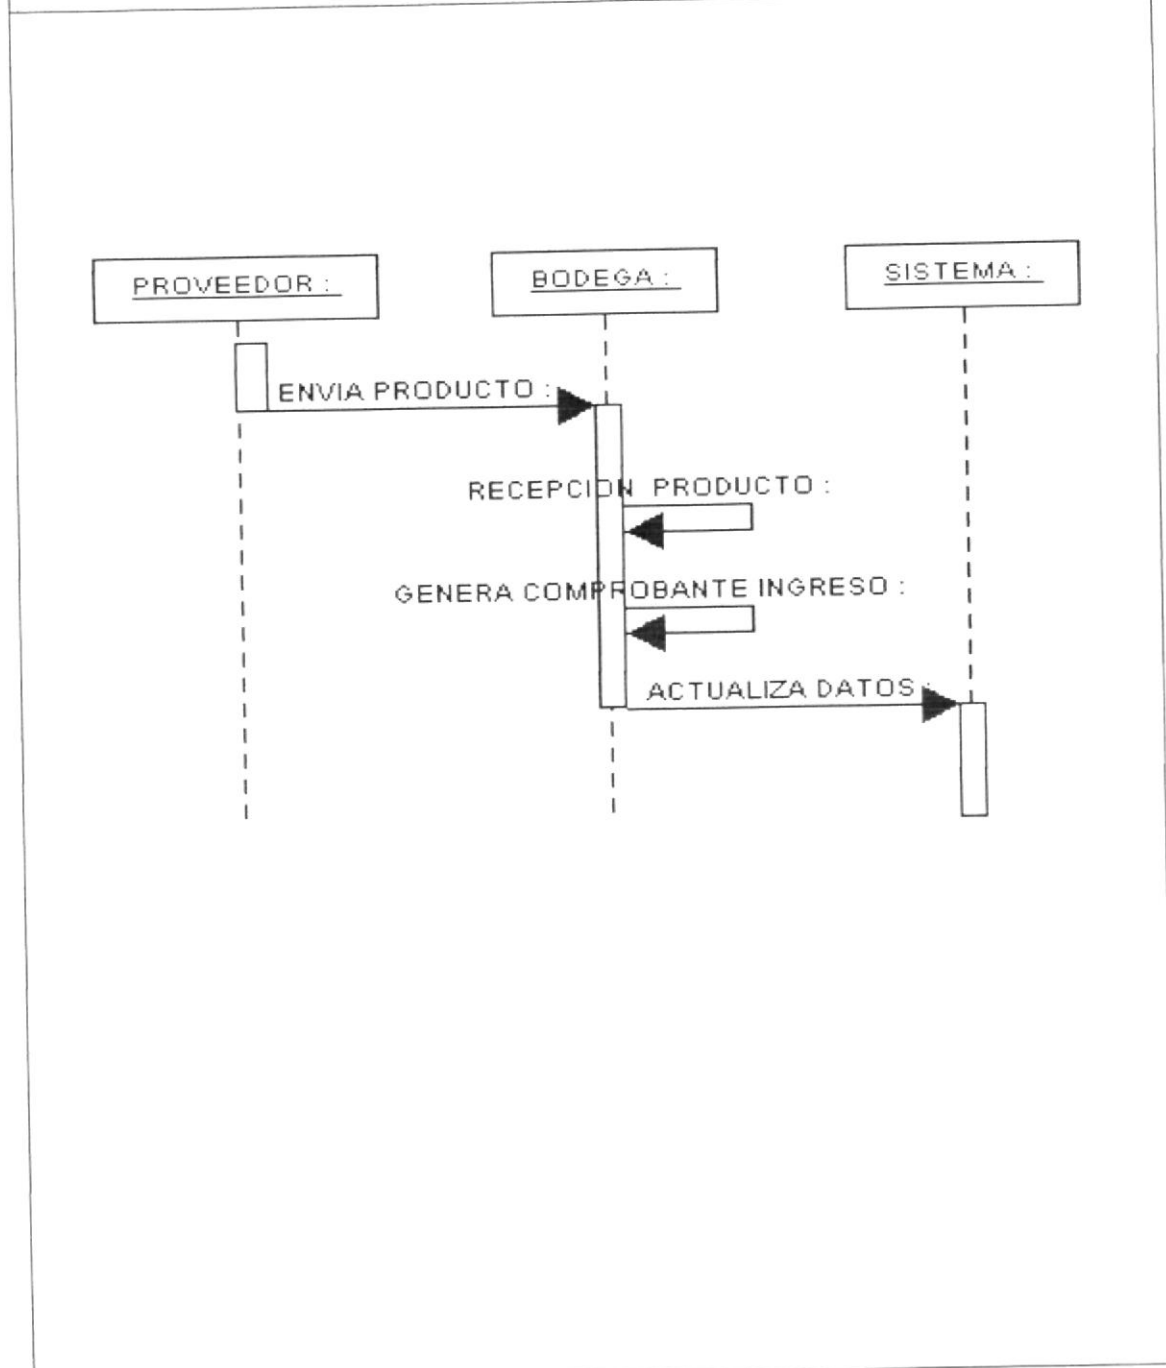 PROVEEDOR :
BODEGA :
SISTEMA :
ENVIA PRODUCTO :
RECEPCION PRODUCTO :
GENERA COMPROBANTE INGRESO :
ACTUALIZA DATOS :